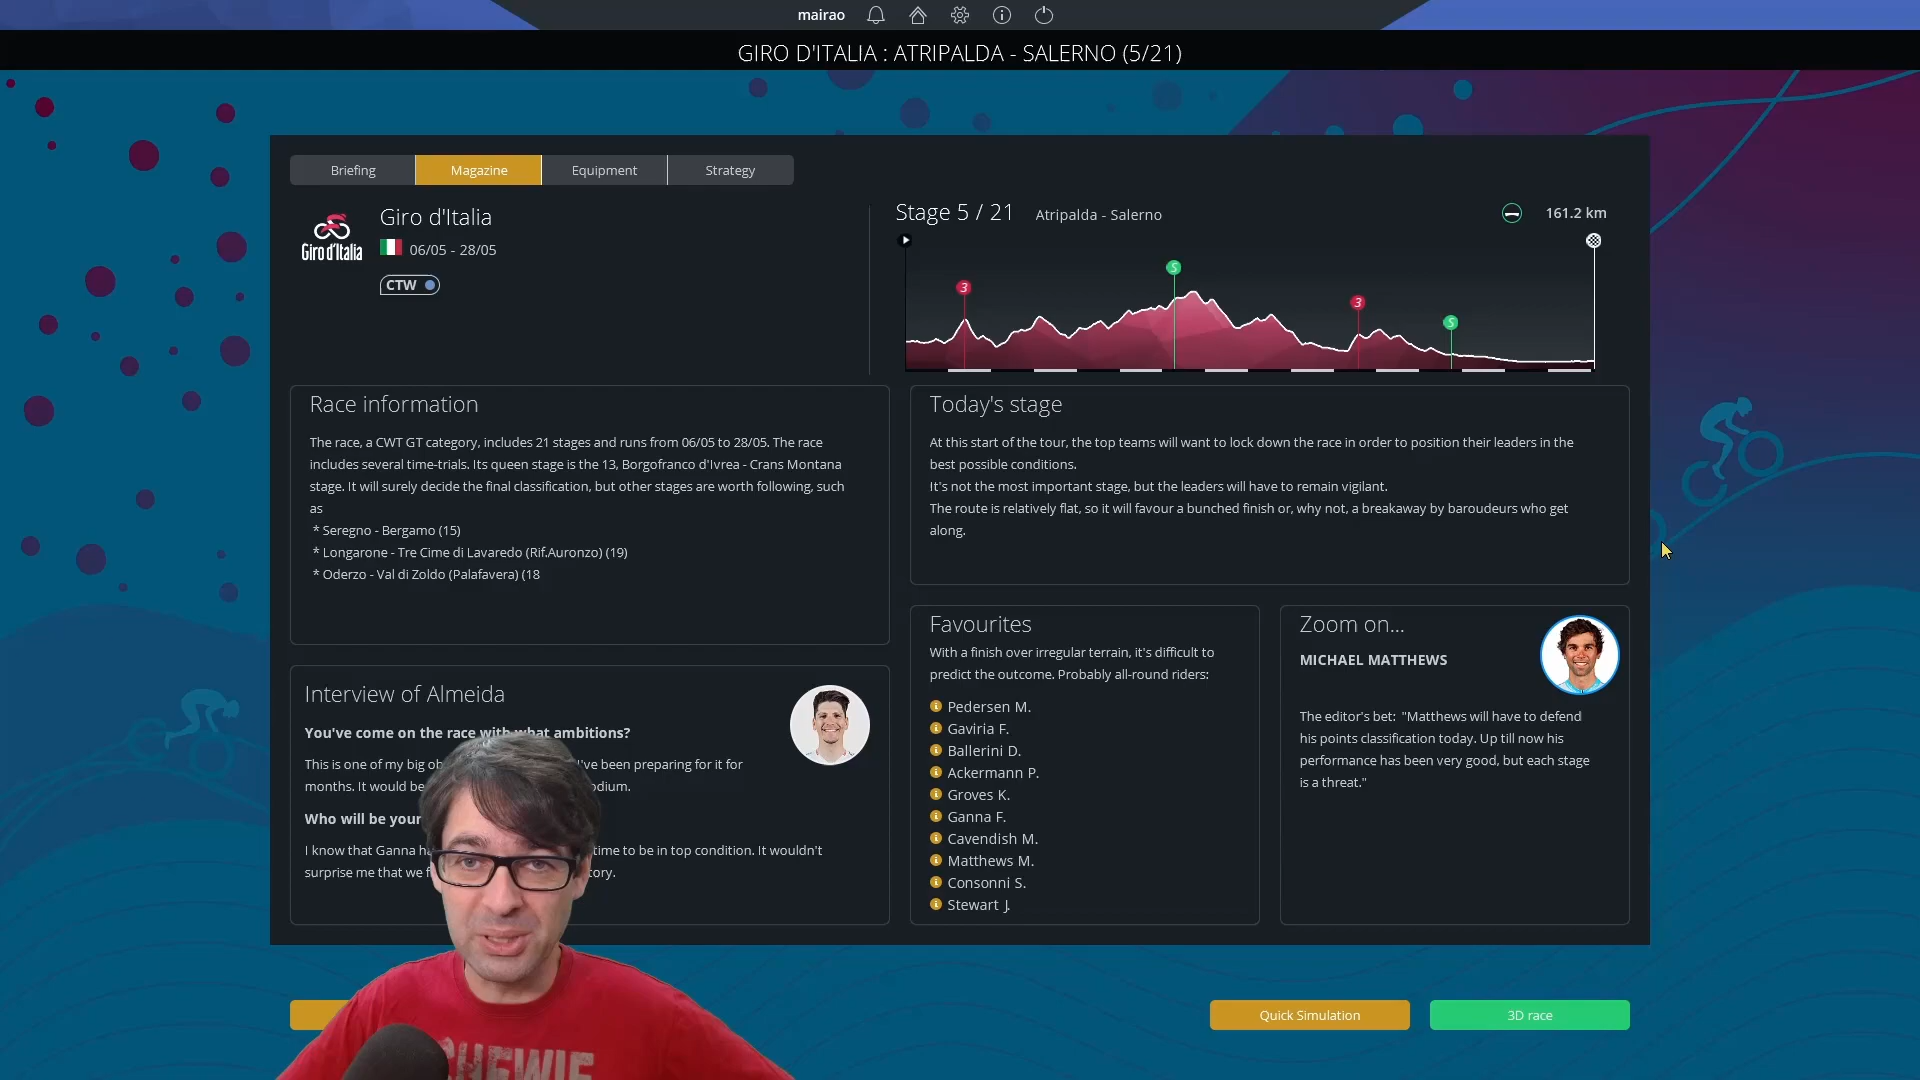 mairao
GIRO D'ITALIA : ATRIPALDA - SALERNO (5/21)
Briefing
Magazine
Equipment
Strategy
Giro d'Italia
Giro d'Italia
06/05 - 28/05
CTW
Stage 5 / 21
Atripalda - Salerno
161.2 km
3
S
3
S
Race information
The race, a CWT GT category, includes 21 stages and runs from 06/05 to 28/05. The race
includes several time-trials. Its queen stage is the 13, Borgofranco d'Ivrea - Crans Montana
stage. It will surely decide the final classification, but other stages are worth following, such
as
* Seregno - Bergamo (15)
* Longarone - Tre Cime di Lavaredo (Rif.Auronzo) (19)
* Oderzo - Val di Zoldo (Palafavera) (18
Today's stage
At this start of the tour, the top teams will want to lock down the race in order to position their leaders in the
best possible conditions.
It's not the most important stage, but the leaders will have to remain vigilant.
The route is relatively flat, so it will favour a bunched finish or, why not, a breakaway by baroudeurs who get
along.
Interview of Almeida
You've come on the race with what ambitions?
This is one of my big I've been preparing for it for
months. It would be
Who will be your
I know that Ganna time to be in top condition. It wouldn't
surprise me that we
Favourites
With a finish over irregular terrain, it's difficult to
predict the outcome. Probably all-round riders:
Pedersen M.
Gaviria F.
Ballerini D.
Ackermann P.
Groves K.
Ganna F.
Cavendish M.
Matthews M.
Consonni S.
Stewart J.
Zoom on...
MICHAEL MATTHEWS
The editor's bet: "Matthews will have to defend
his points classification today. Up till now his
performance has been very good, but each stage
is a threat."
Quick Simulation
3D race